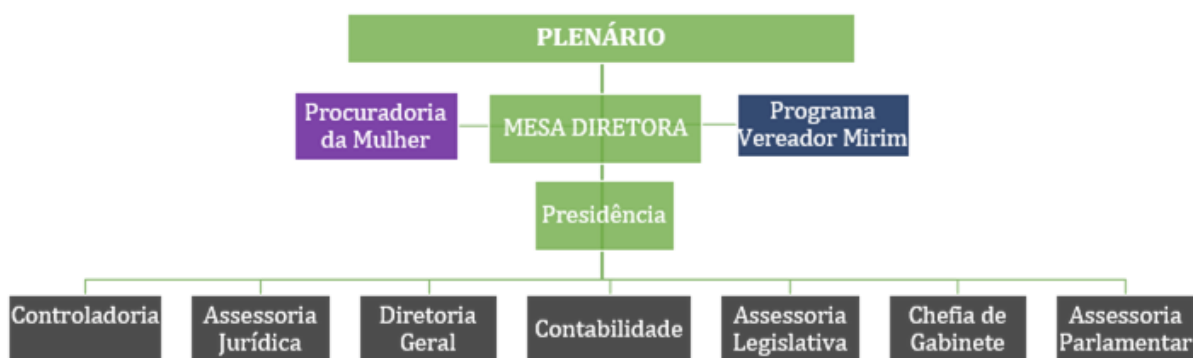 PLENÁRIO
Procuradoria
da Mulher
MESA DIRETORA
Programa
Vereador Mirim
Presidência
Controladoria
Assessoria
Jurídica
Diretoria
Geral
Contabilidade
Assessoria
Legislativa
Chefia de
Gabinete
Assessoria
Parlamentar